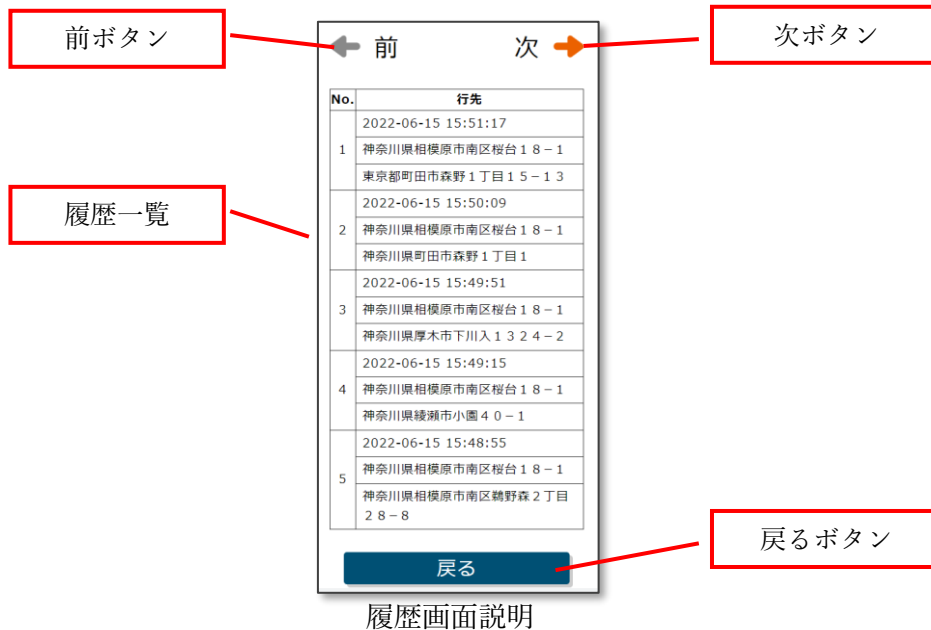 前ボタン
前 次
次ボタン
No. 行先
2022-06-15 15:51:17
1 神奈川県相模原市南区桜台18−1
東京都町田市森野1丁目15−13
履歴一覧
2022-06-15 15:50:09
2 神奈川県相模原市南区桜台18−1
神奈川県町田市森野1丁目1
2022-06-15 15:49:51
3 神奈川県相模原市南区桜台18−1
神奈川県厚木市下川入1324−2
2022-06-15 15:49:15
4 神奈川県相模原市南区桜台18−1
神奈川県綾瀬市小園40−1
2022-06-15 15:48:55
5 神奈川県相模原市南区桜台18−1
神奈川県相模原市南区鵜野森2丁目
28−8
戻るボタン
戻る
履歴画面説明